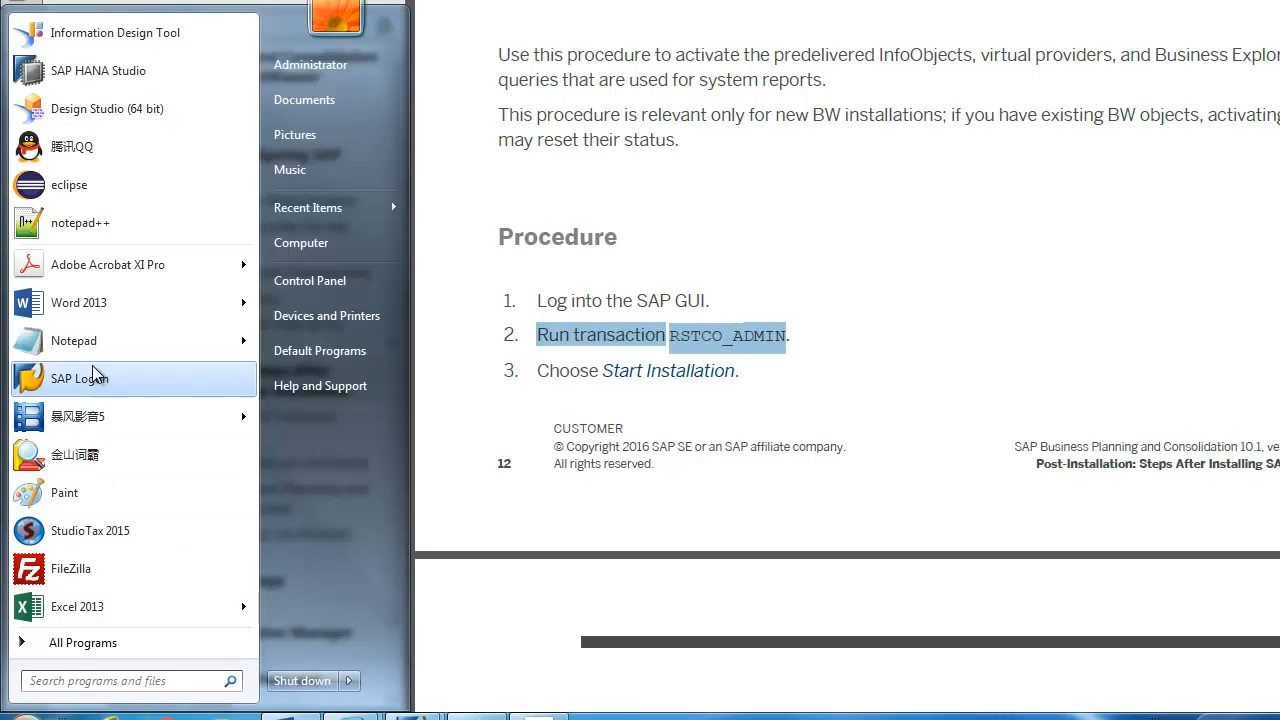 Information Design Tool
SAP HANA Studio
Design Studio (64 bit)
腾讯QQ
eclipse
notepad++
Adobe Acrobat XI Pro
Word 2013
Notepad
SAP Logon
暴风影音5
金山词霸
Paint
StudioTax 2015
FileZilla
Excel 2013
All Programs
Search programs and files
Administrator
Documents
Pictures
Music
Recent Items
Computer
Control Panel
Devices and Printers
Default Programs
Help and Support
Shut down
Use this procedure to activate the predelivered InfoObjects, virtual providers, and Business Explor
queries that are used for system reports.
This procedure is relevant only for new BW installations; if you have existing BW objects, activating
may reset their status.
Procedure
1. Log into the SAP GUI.
2. Run transaction RSTCO_ADMIN.
3. Choose Start Installation.
CUSTOMER
© Copyright 2016 SAP SE or an SAP affiliate company.
12 All rights reserved.
SAP Business Planning and Consolidation 10.1, ve
Post-Installation: Steps After Installing SA